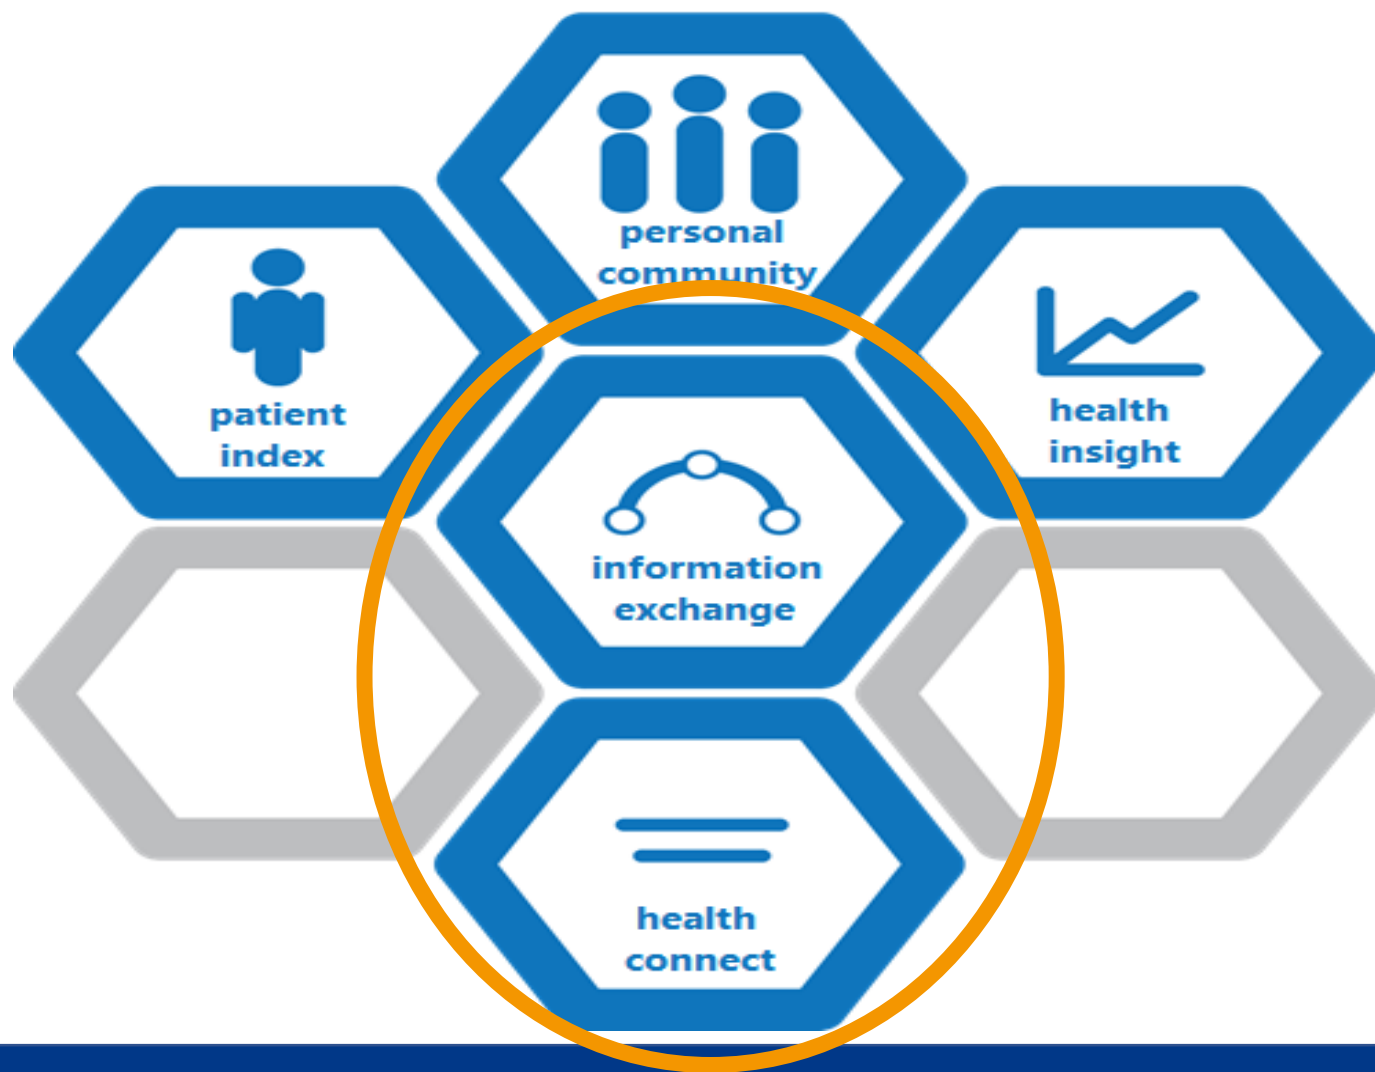 personal
community
patient
index
health
insight
information
exchange
health
connect